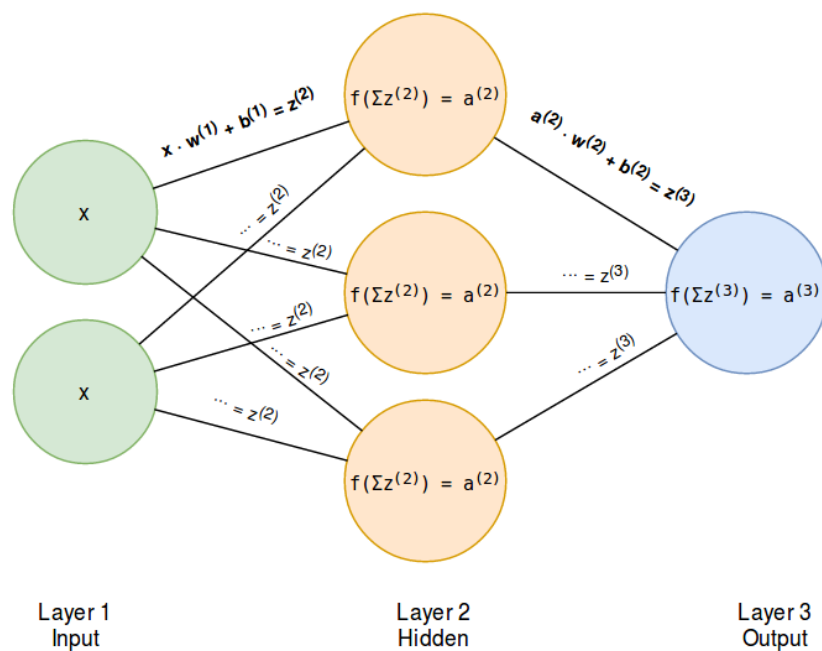 x · w⁽¹⁾ + b⁽¹⁾ = z⁽²⁾
f(Σz⁽²⁾) = a⁽²⁾
a⁽²⁾ · w⁽²⁾ + b⁽²⁾ = z⁽³⁾
x
... = z⁽²⁾
... = z⁽²⁾
f(Σz⁽²⁾) = a⁽²⁾
... = z⁽³⁾
f(Σz⁽³⁾) = a⁽³⁾
... = z⁽²⁾
... = z⁽²⁾
... = z⁽³⁾
x
... = z⁽²⁾
f(Σz⁽²⁾) = a⁽²⁾
Layer 1
Input
Layer 2
Hidden
Layer 3
Output